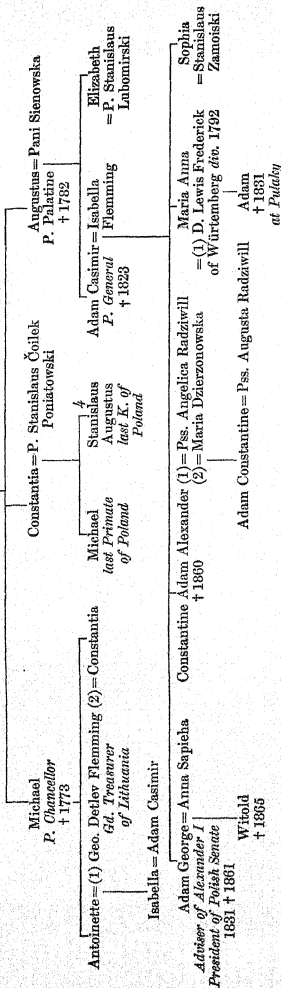 Michael
P. Chancellor
† 1773
Constantia = P. Stanislaus Čoilek
Poniatowski
Augustus = Pani Sienowska
P. Palatine
† 1782
Antoinette = (1) Geo. Detlev Flemming (2) = Constantia
Gd. Treasurer
of Lithuania
Michael
last Primate
of Poland
4
Stanislaus
Augustus
last K. of
Poland
Adam Casimir = Isabella
P. General Flemming
† 1823
Elizabeth
= P. Stanislaus
Lubomirski
Isabella = Adam Casimir
Adam George = Anna Sapieha
Adviser of Alexander I
President of Polish Senate
1831 † 1861
Constantine Adam Alexander (1) = Pss. Angelica Radziwill
† 1860 (2) = Maria Dzierzonowska
Maria Anna
= (1) D. Lewis Frederick
of Würtemberg div. 1792
Sophia
= Stanislaus
Zamoiski
Witold
† 1865
Adam Constantine = Pss. Augusta Radziwill
Adam
† 1831
at Pulaky